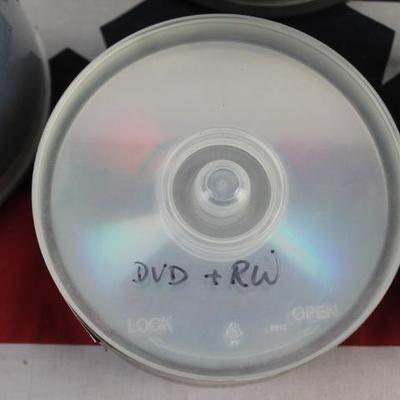 DVD + RW
LOCK OPEN